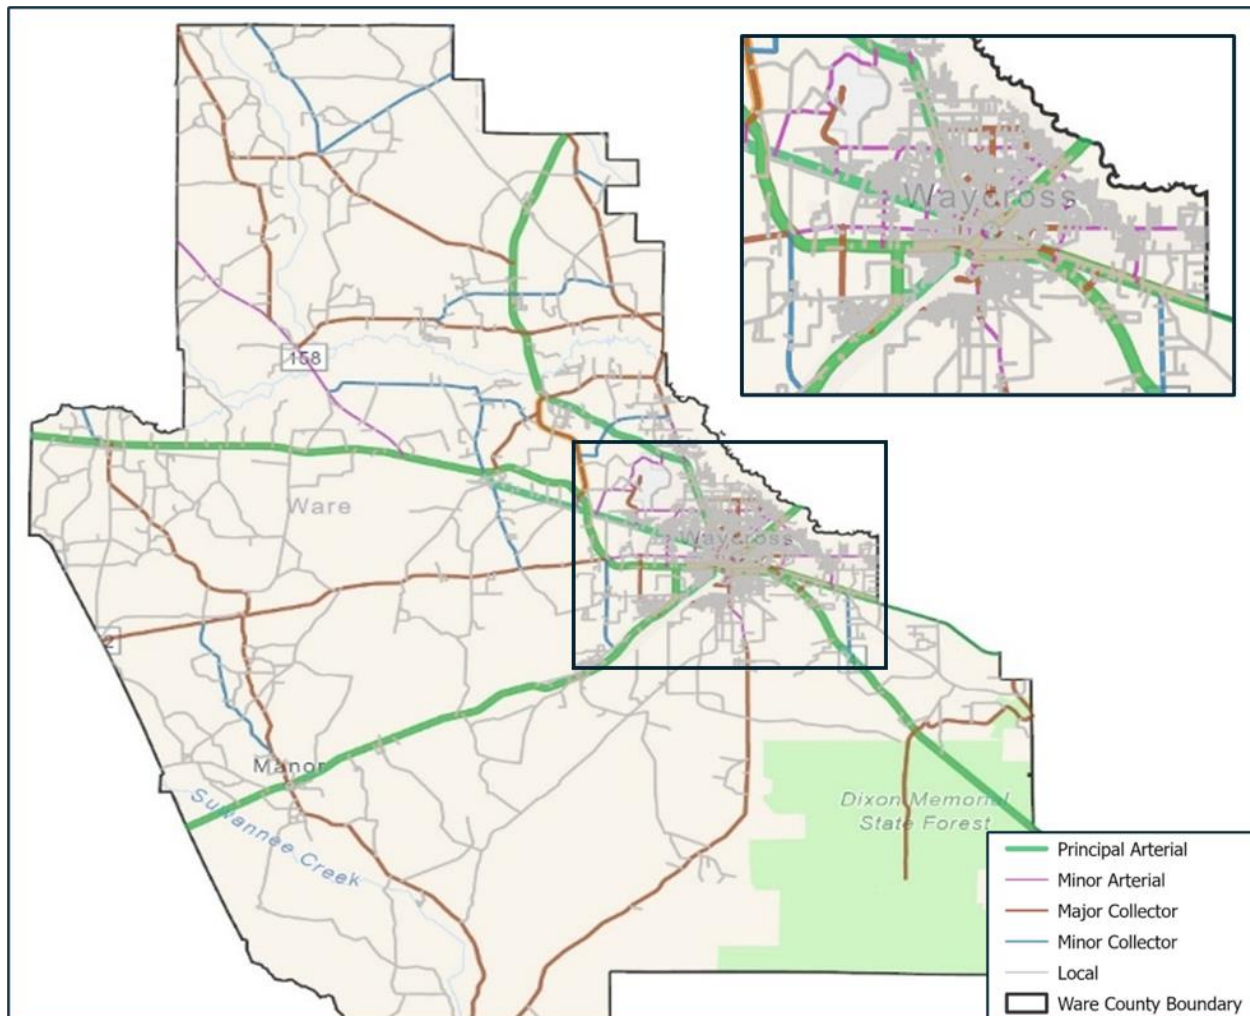 Waycross
158
Ware
Waycross
2
Manor
Suwannee Creek
Dixon Memorial
State Forest
Principal Arterial
Minor Arterial
Major Collector
Minor Collector
Local
Ware County Boundary